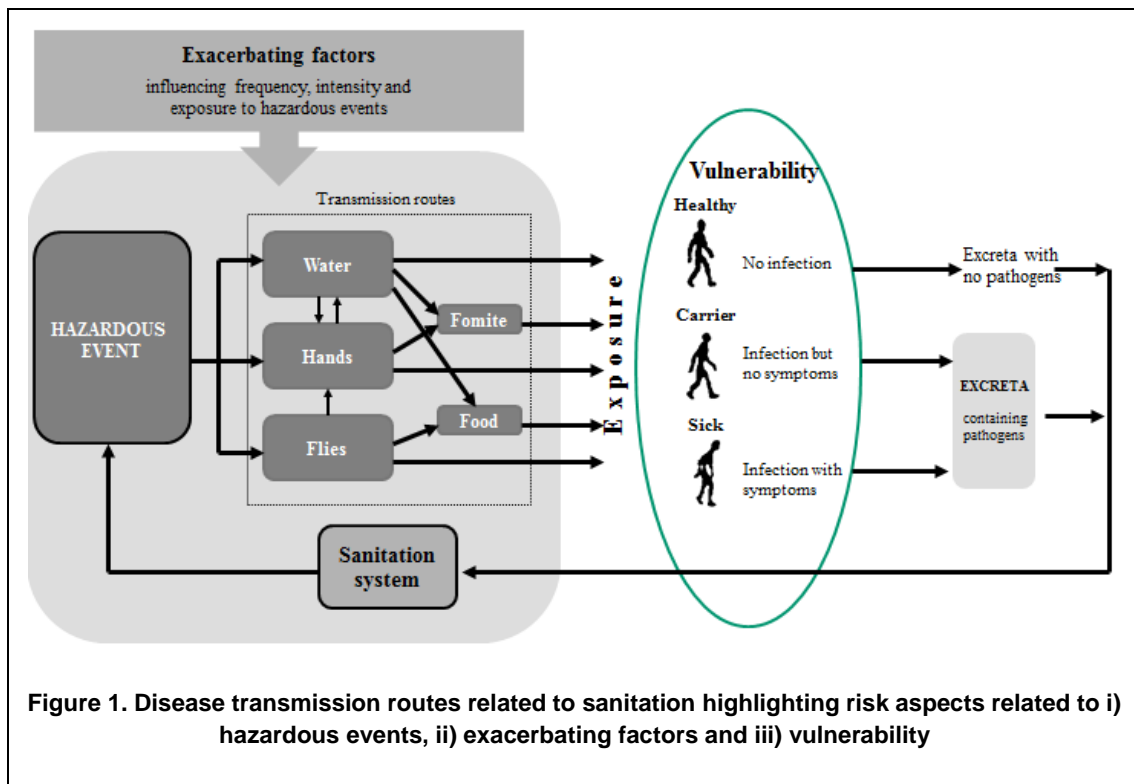 Exacerbating factors
influencing frequency, intensity and
exposure to hazardous events
Transmission routes
HAZARDOUS
EVENT
Water
Hands
Flies
Fomite
Food
Sanitation
system
Exposure
Vulnerability
Healthy
No infection
Carrier
Infection but
no symptoms
Sick
Infection with
symptoms
Excreta with
no pathogens
EXCRETA
containing
pathogens
Figure 1. Disease transmission routes related to sanitation highlighting risk aspects related to i)
hazardous events, ii) exacerbating factors and iii) vulnerability